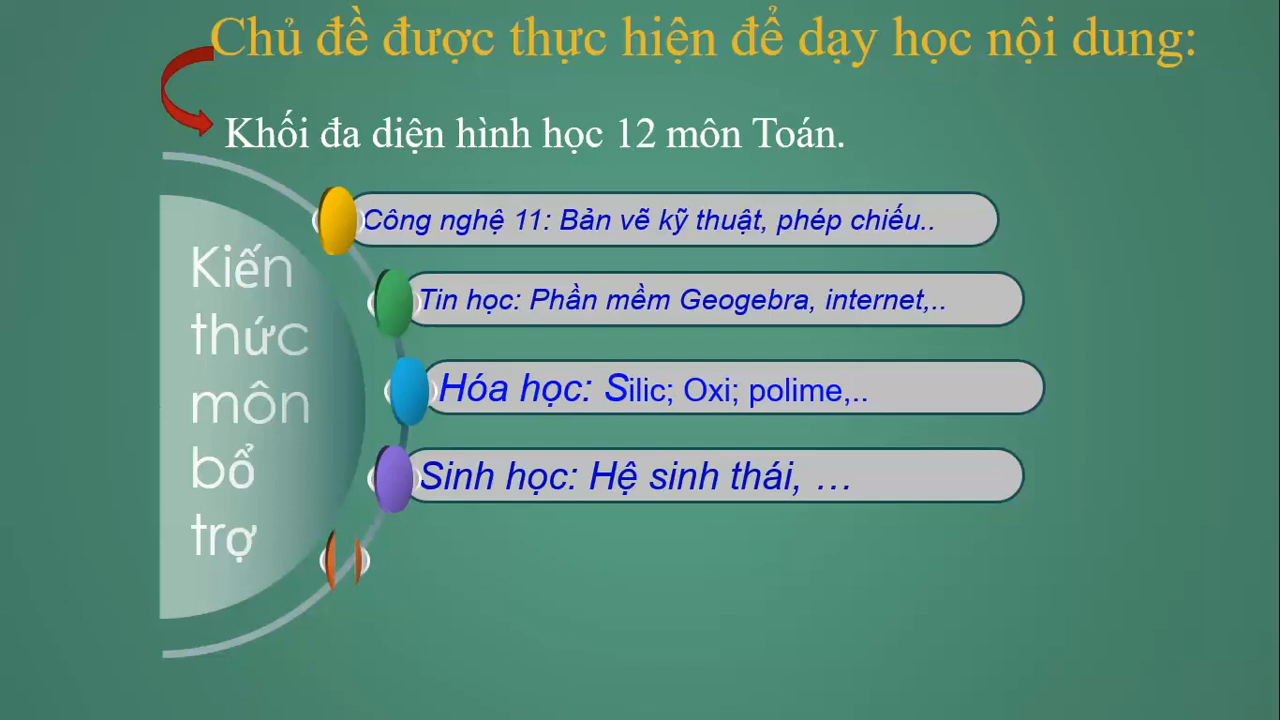 Chủ đề được thực hiện để dạy học nội dung:
Khối đa diện hình học 12 môn Toán.
Kiến
thức
môn
bổ
trợ
Công nghệ 11: Bản vẽ kỹ thuật, phép chiếu..
Tin học: Phần mềm Geogebra, internet,..
Hóa học: Silic; Oxi; polime,..
Sinh học: Hệ sinh thái, …